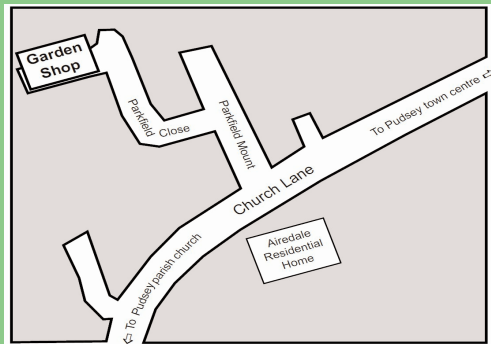 Garden
Shop
Parkfield
Close
Parkfield Mount
To Pudsey town centre
Church Lane
Airedale
Residential
Home
To Pudsey parish church